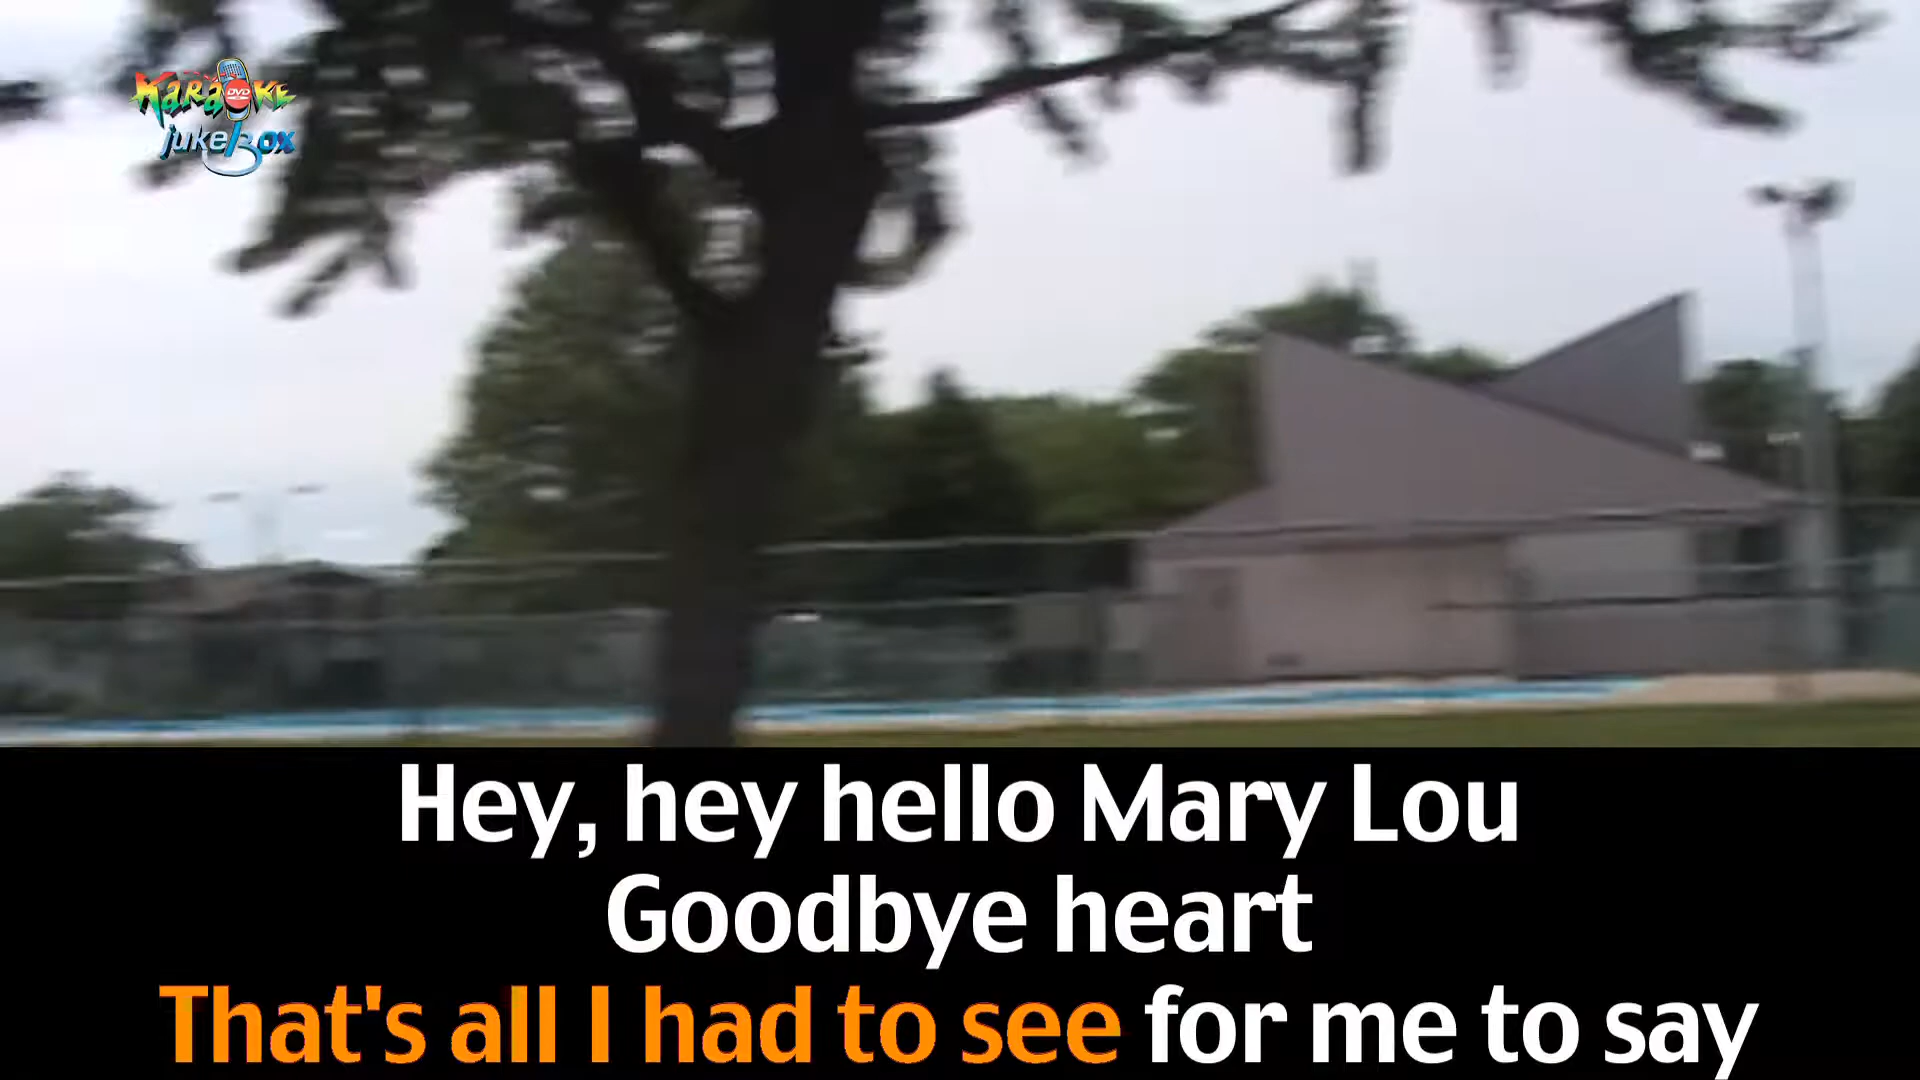 KaraOKE
DVD
jukeBox
Hey, hey hello Mary Lou
Goodbye heart
That's all I had to see for me to say